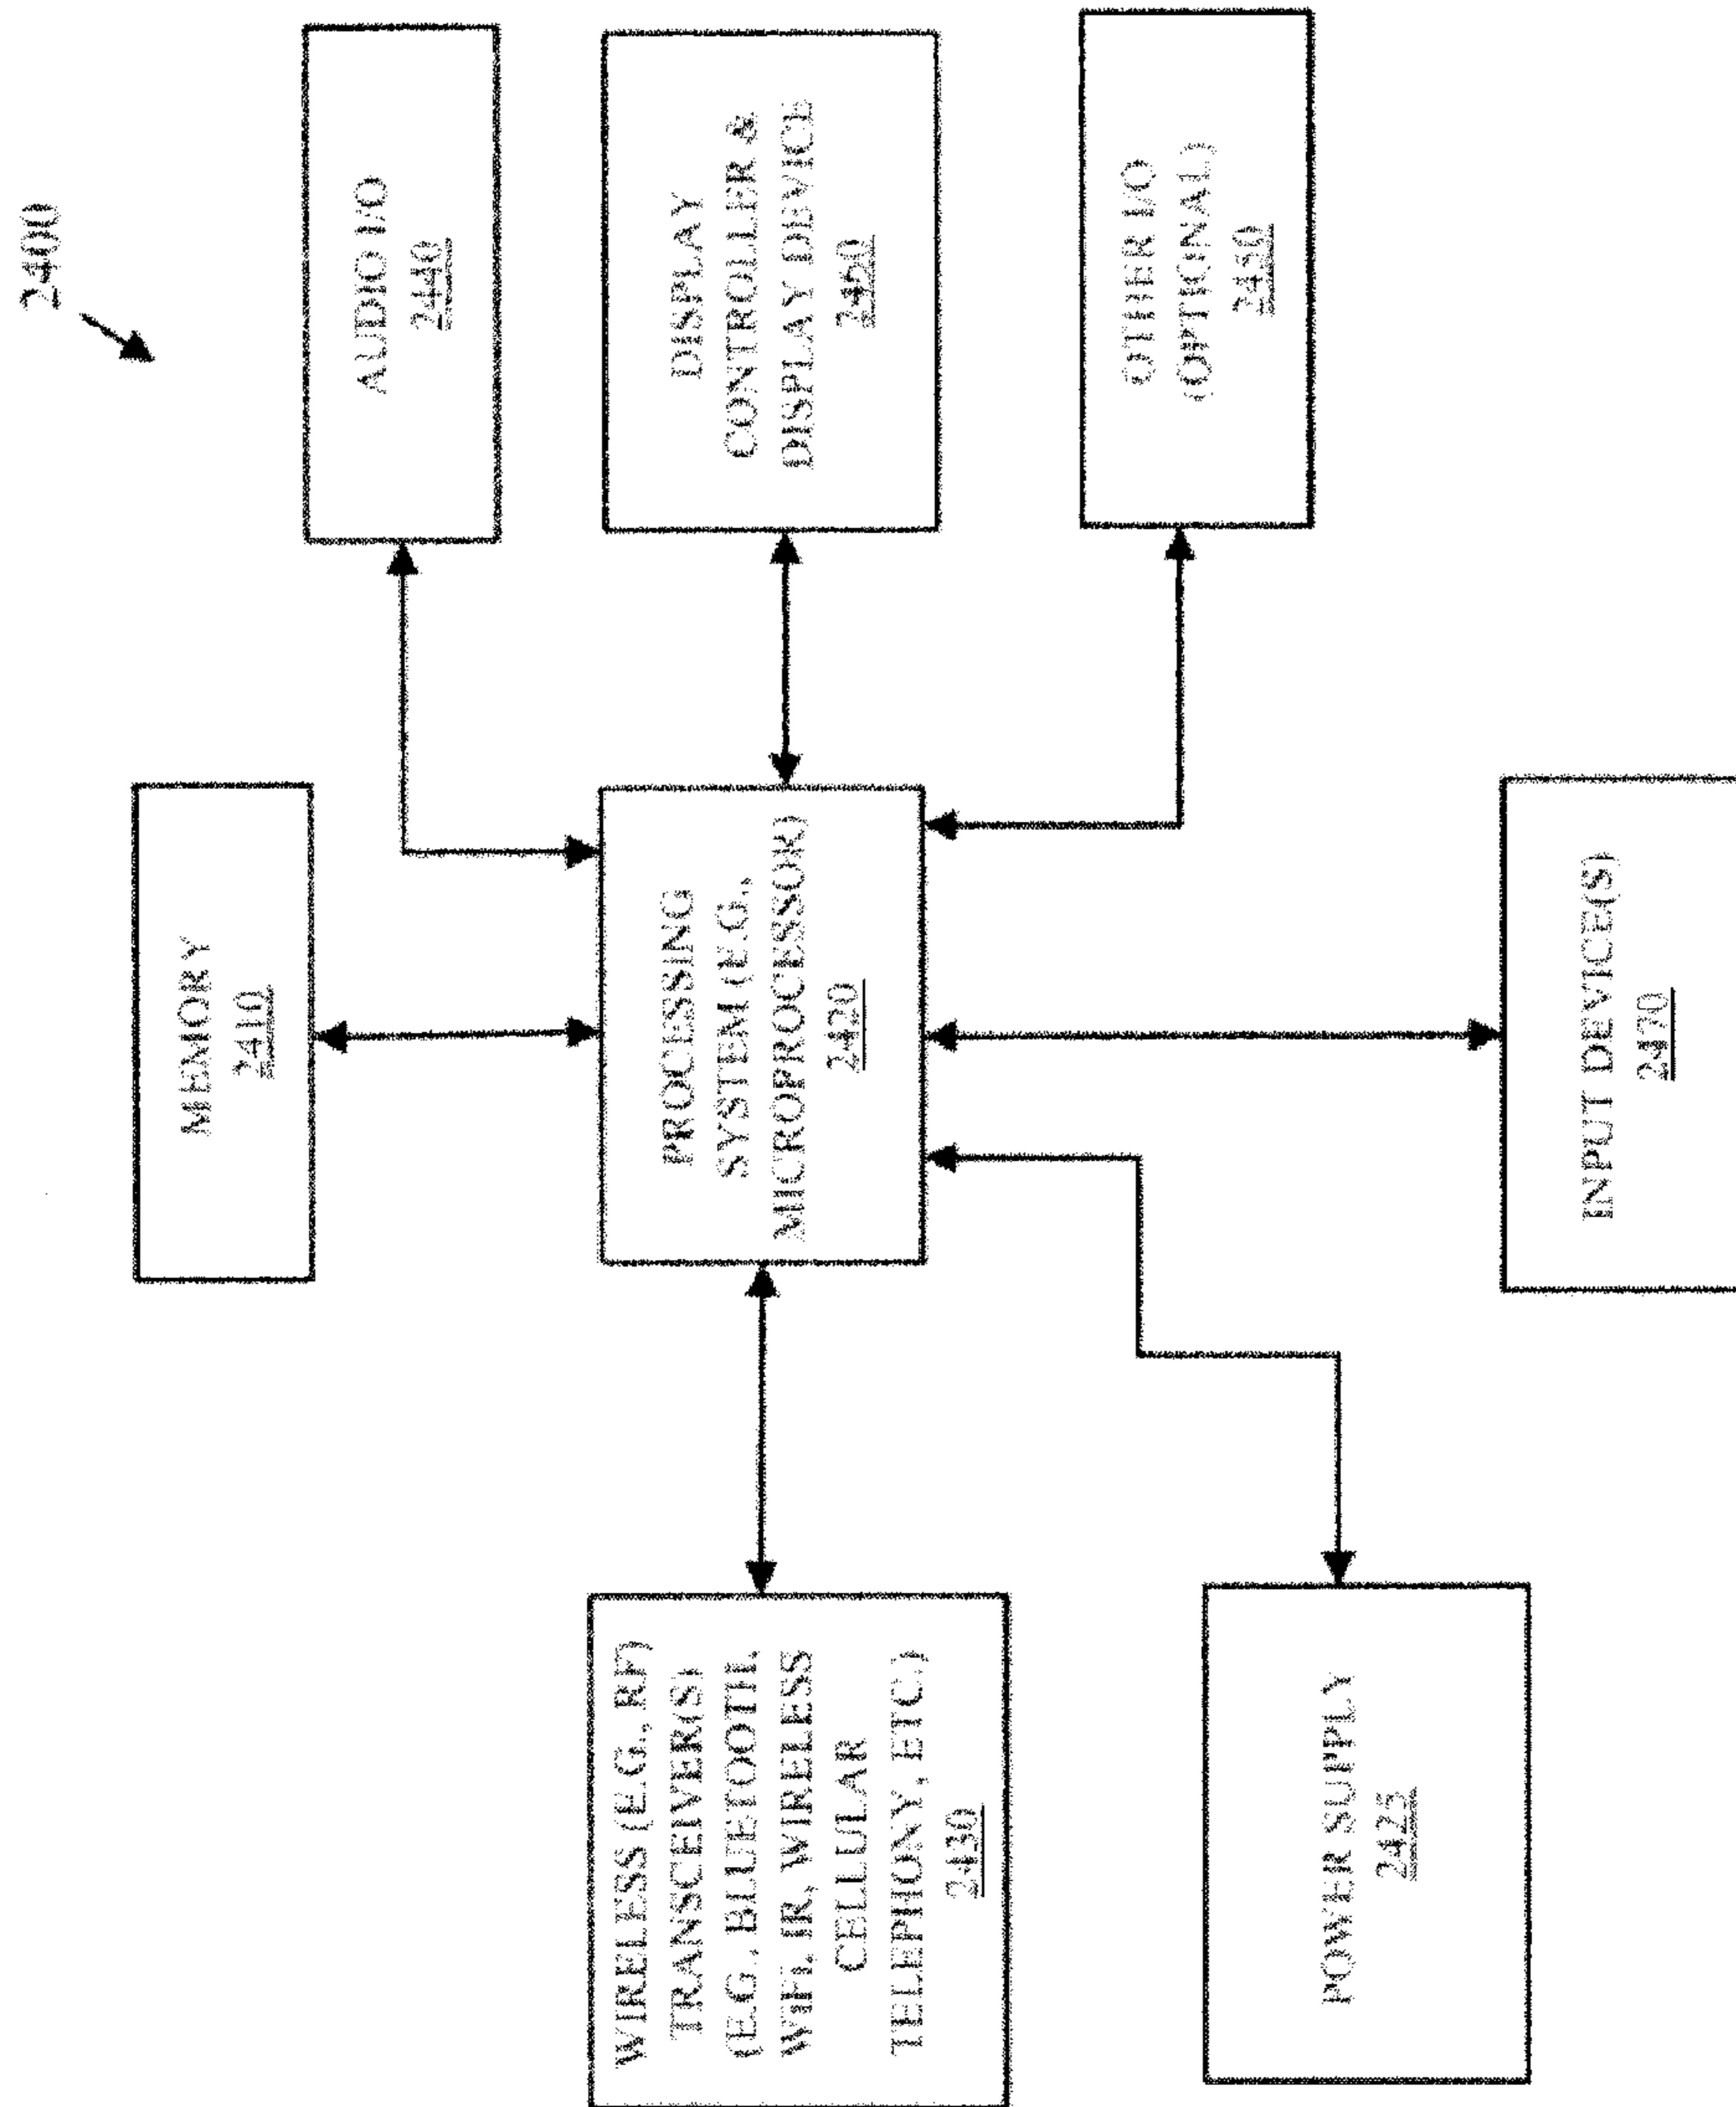 2400
MEMORY
2410
AUDIO I/O
2440
WIRELESS (E.G., RF)
TRANSCEIVER(S)
(E.G., BLUETOOTH,
WiFi, IR, WIRELESS
CELLULAR
TELEPHONY, ETC.)
2430
PROCESSING
SYSTEM (E.G.,
MICROPROCESSOR)
2420
DISPLAY
CONTROLLER &
DISPLAY DEVICE
2460
POWER SUPPLY
2425
OTHER I/O
(OPTIONAL)
2450
INPUT DEVICE(S)
2470